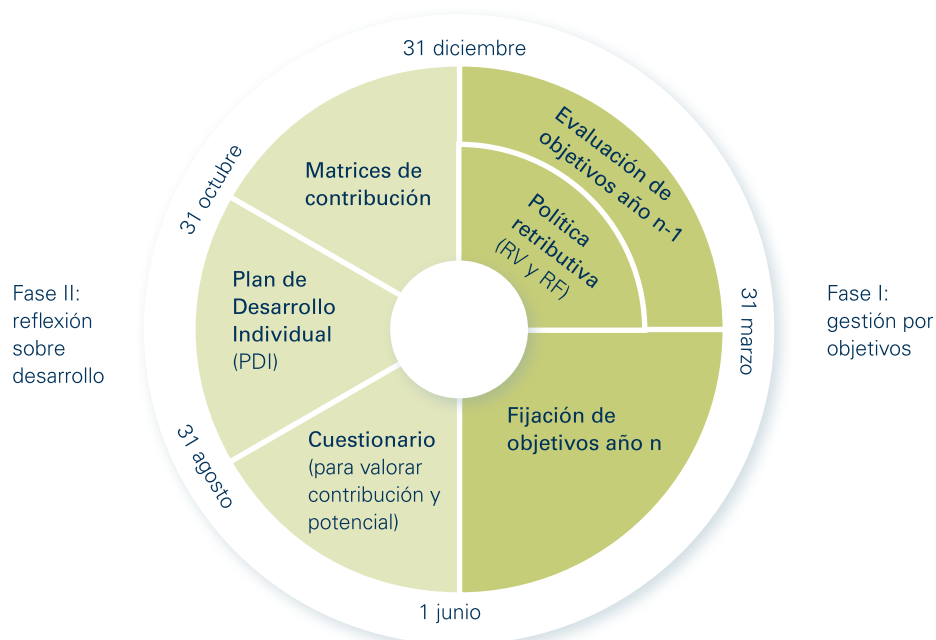 31 diciembre
Evaluación de
objetivos año n-1
Política
retributiva
(RV y RF)
31 marzo
Fase I:
gestión por
objetivos
Fijación de
objetivos año n
1 junio
Cuestionario
(para valorar
contribución y
potencial)
31 agosto
Plan de
Desarrollo
Individual
(PDI)
Fase II:
reflexión
sobre
desarrollo
31 octubre
Matrices de
contribución